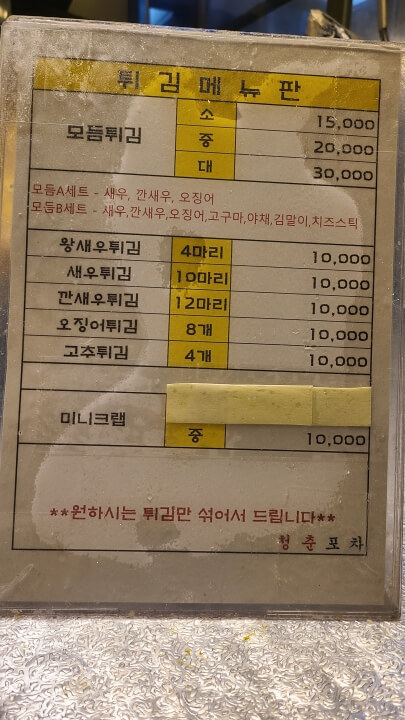 튀김메뉴판
모듬튀김 소 15,000
중 20,000
대 30,000
모듬A세트 - 새우, 깐새우, 오징어
모듬B세트 - 새우,깐새우,오징어,고구마,야채,김말이,치즈스틱
왕새우튀김 4마리 10,000
새우튀김 10마리 10,000
깐새우튀김 12마리 10,000
오징어튀김 8개 10,000
고추튀김 4개 10,000
미니크랩
중 10,000
**원하시는 튀김만 섞어서 드립니다**
청춘포차